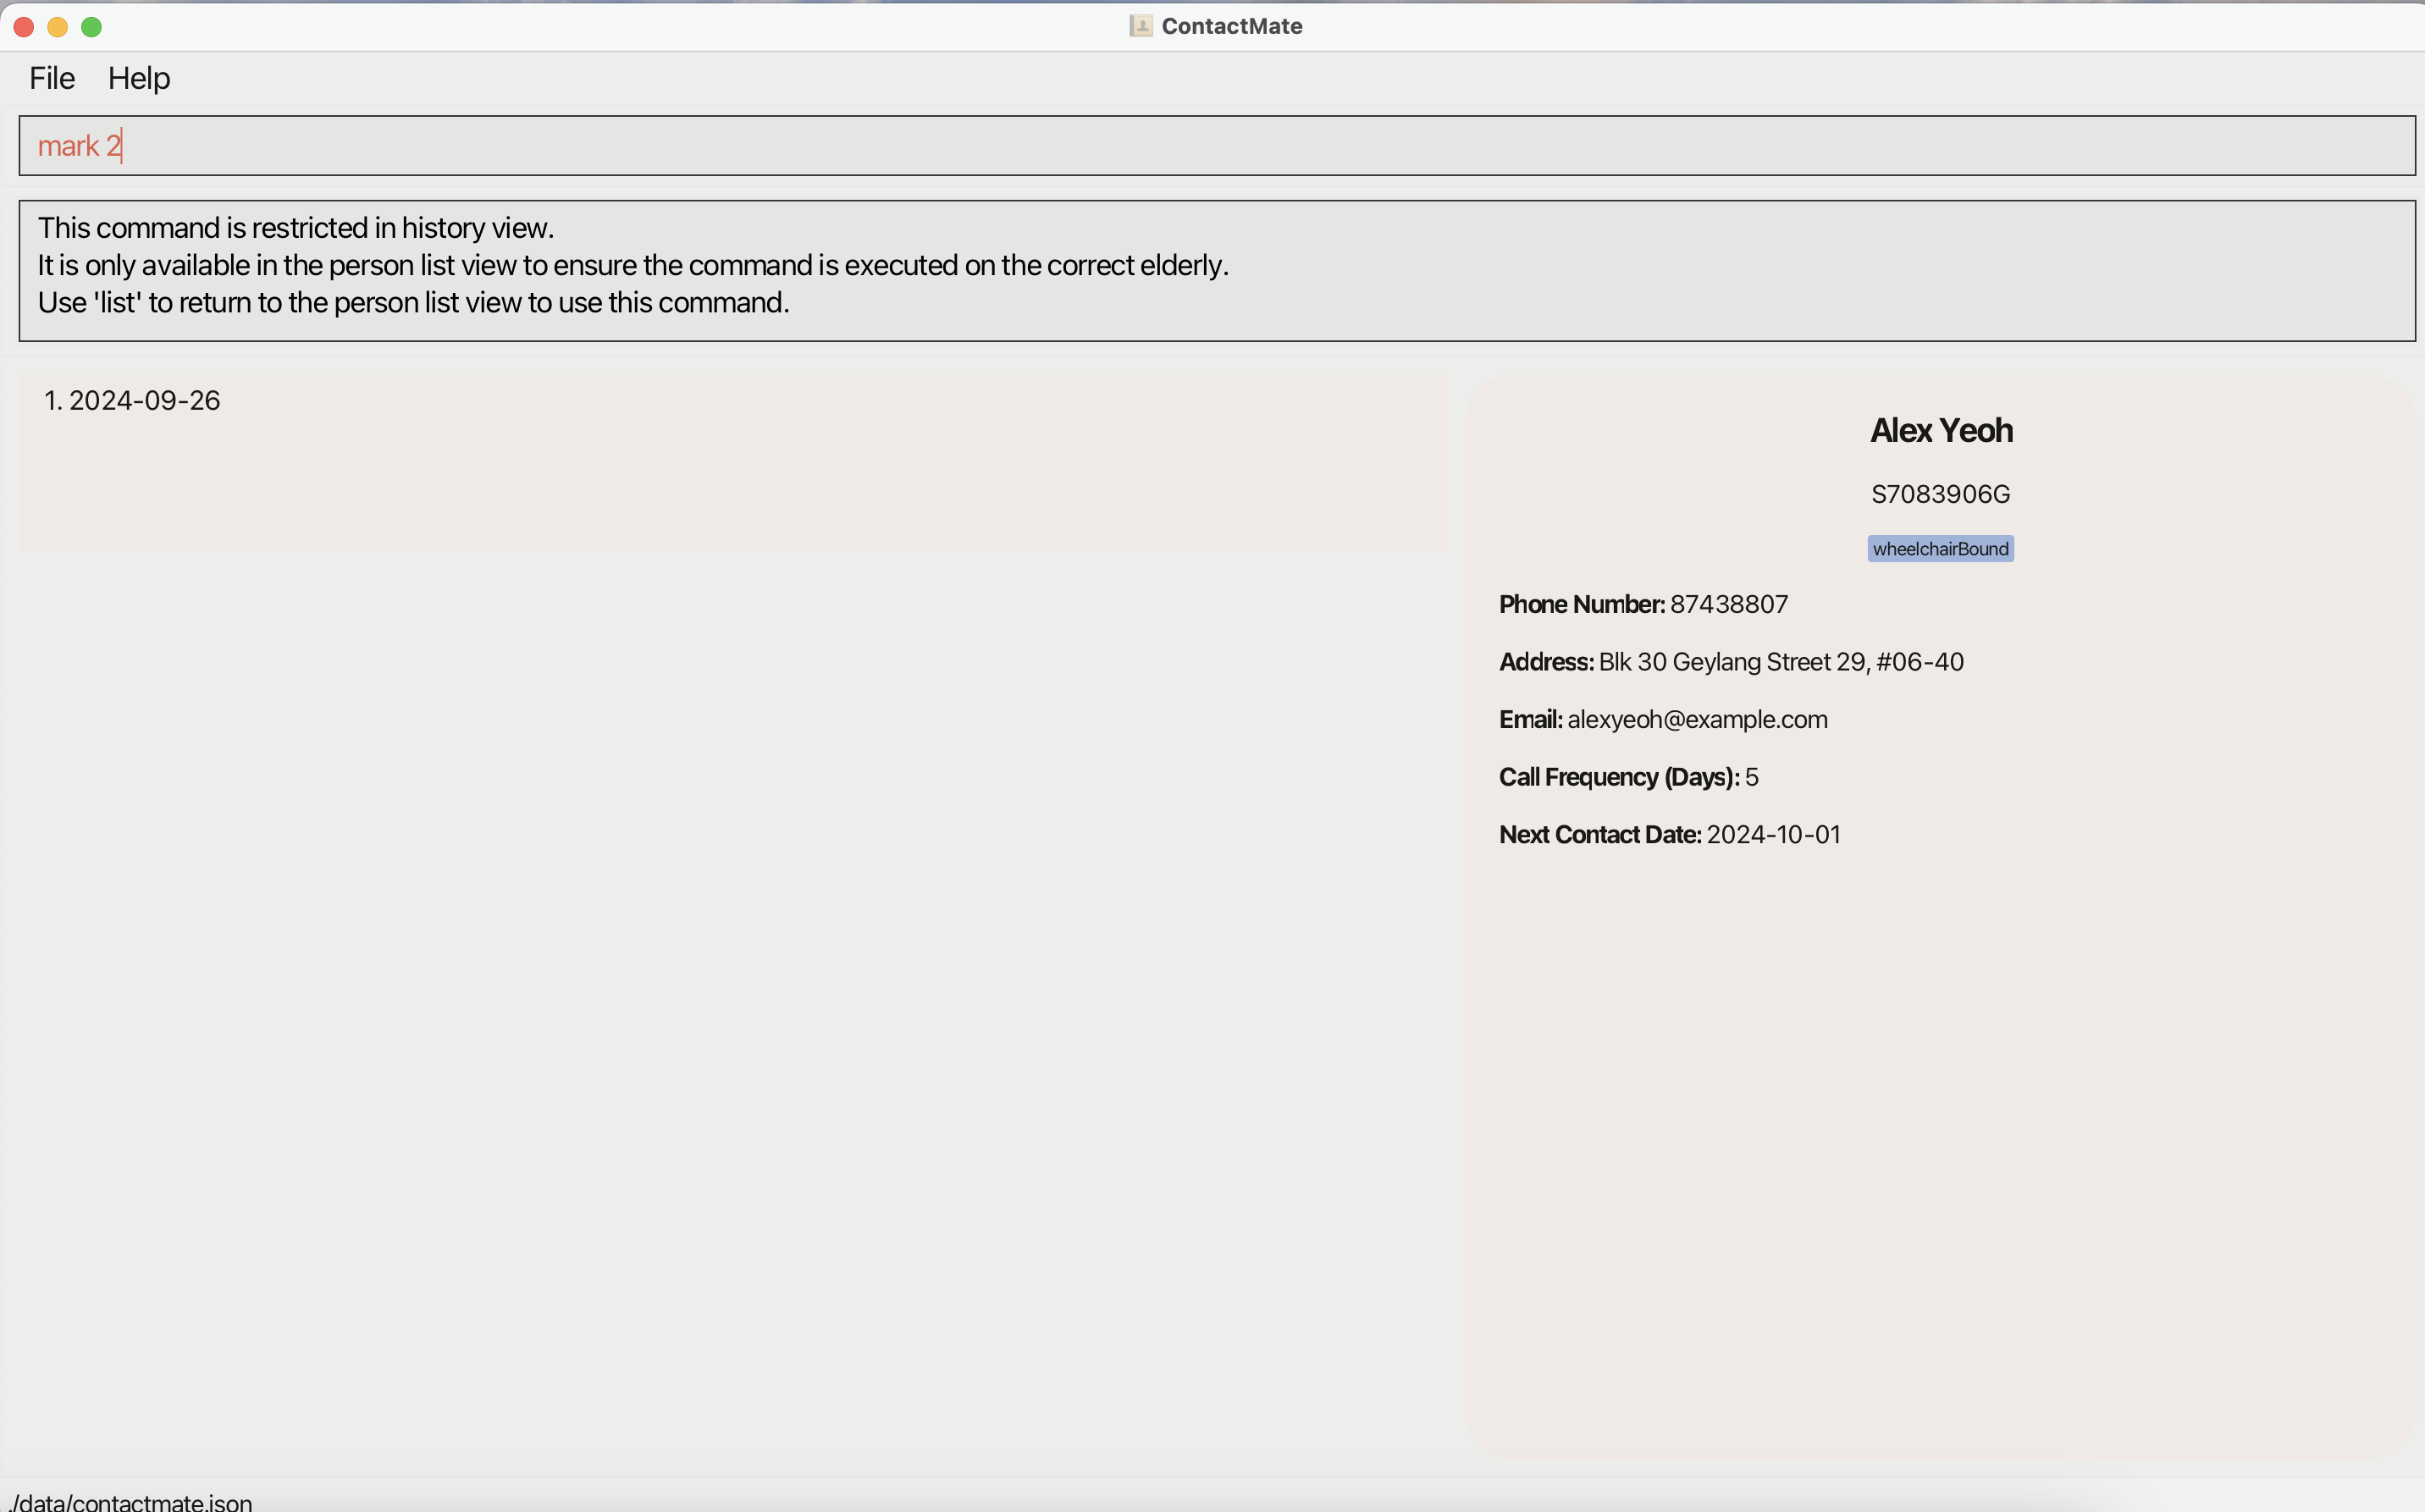 ContactMate
File Help
mark 2
This command is restricted in history view.
It is only available in the person list view to ensure the command is executed on the correct elderly.
Use 'list' to return to the person list view to use this command.
1. 2024-09-26
Alex Yeoh
S7083906G
wheelchairBound
Phone Number: 87438807
Address: Blk 30 Geylang Street 29, #06-40
Email: alexyeoh@example.com
Call Frequency (Days): 5
Next Contact Date: 2024-10-01
./data/contactmate.json